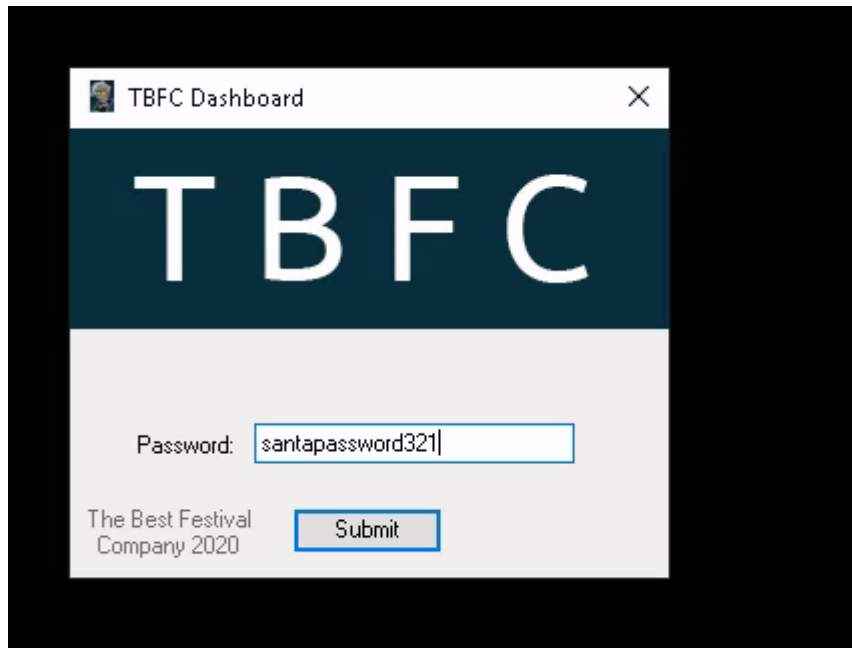 TBFC Dashboard
T B F C
Password: santapassword321
The Best Festival
Company 2020
Submit